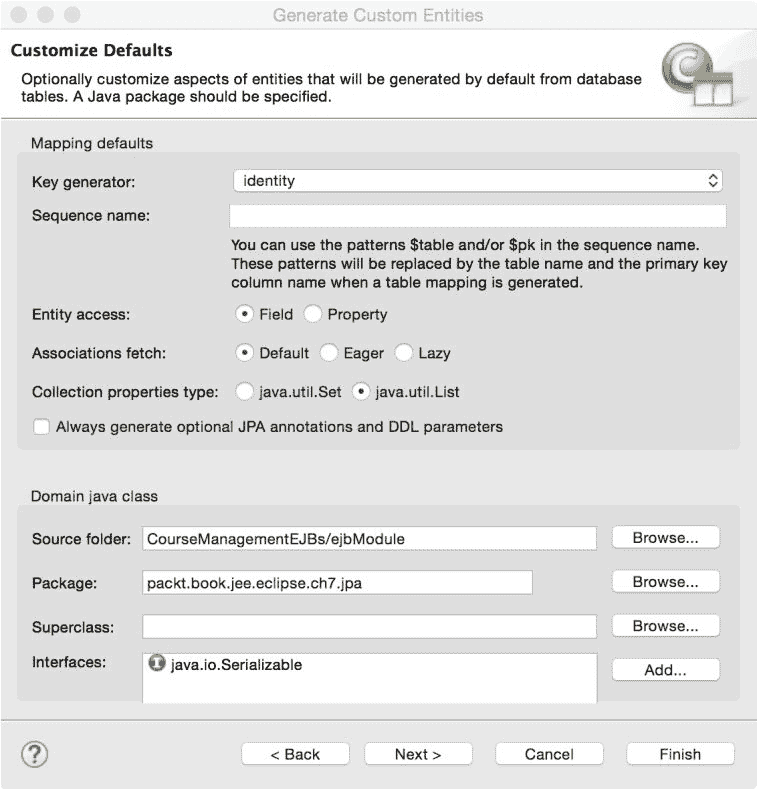 Generate Custom Entities
Customize Defaults
Optionally customize aspects of entities that will be generated by default from database
tables. A Java package should be specified.
Mapping defaults
Key generator: identity
Sequence name:
You can use the patterns $table and/or $pk in the sequence name.
These patterns will be replaced by the table name and the primary key
column name when a table mapping is generated.
Entity access: Field Property
Associations fetch: Default Eager Lazy
Collection properties type: java.util.Set java.util.List
Always generate optional JPA annotations and DDL parameters
Domain java class
Source folder: CourseManagementEJBs/ejbModule Browse...
Package: packt.book.jee.eclipse.ch7.jpa Browse...
Superclass: Browse...
Interfaces: java.io.Serializable Add...
? < Back Next > Cancel Finish